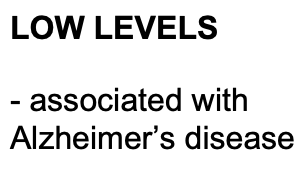 LOW LEVELS
- associated with
Alzheimer’s disease